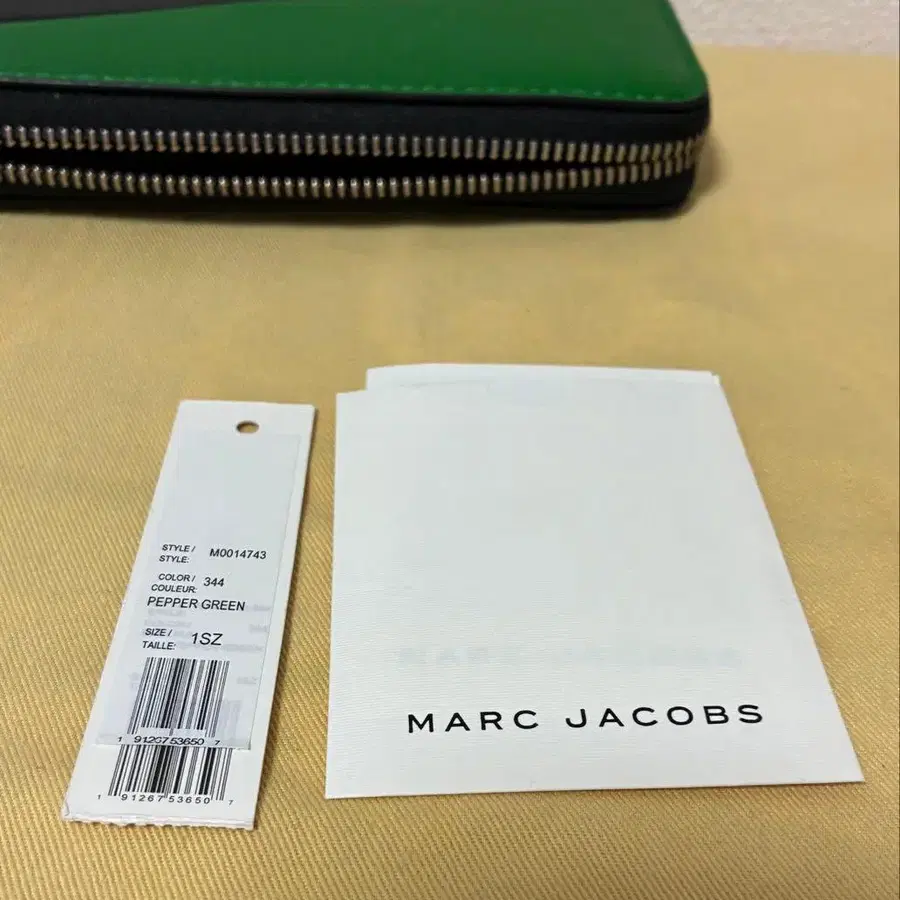 STYLE / M0014743
STYLE:
COLOR / 344
COULEUR:
PEPPER GREEN
SIZE / 1SZ
TAILLE:
1 91267 53650 7
1 91267 53650 7
MARC JACOBS